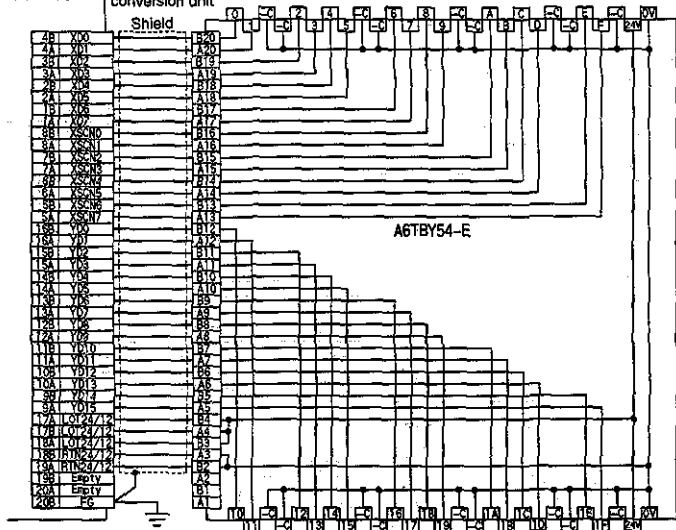 conversion unit
Shield
0 -C 2 4 -C 6 8 -C A C -C E -C 24V 0V
1 -C 3 5 -C 7 9 -C B D -C F
4B XD0 B20
4A XD1 A20
3B XD2 B19
3A XD3 A19
2B XD4 B18
2A XD5 A18
1B XD6 B17
1A XD7 A17
8B XSCN0 B16
8A XSCN1 A16
7B XSCN2 B15
7A XSCN3 A15
6B XSCN4 B14
6A XSCN5 A14
5B XSCN6 B13
5A XSCN7 A13
A6TBY54-E
16B YD0 B12
16A YD1 A12
15B YD2 B11
15A YD3 A11
14B YD4 B10
14A YD5 A10
13B YD6 B9
13A YD7 A9
12B YD8 B8
12A YD9 A8
11B YD10 B7
11A YD11 A7
10B YD12 B6
10A YD13 A6
9B YD14 B5
9A YD15 A5
17A LOT24/12 B4
17B LOT24/12 A4
18A LOT24/12 B3
18B RTN24/12 A3
19A RTN24/12 B2
19B Empty A2
20A Empty B1
20B FG A1
10 -C 12 14 -C 16 18 -C 1A 1C -C 1E -C 24V 0V
11 -C 13 15 -C 17 19 -C 1B 1D -C 1F